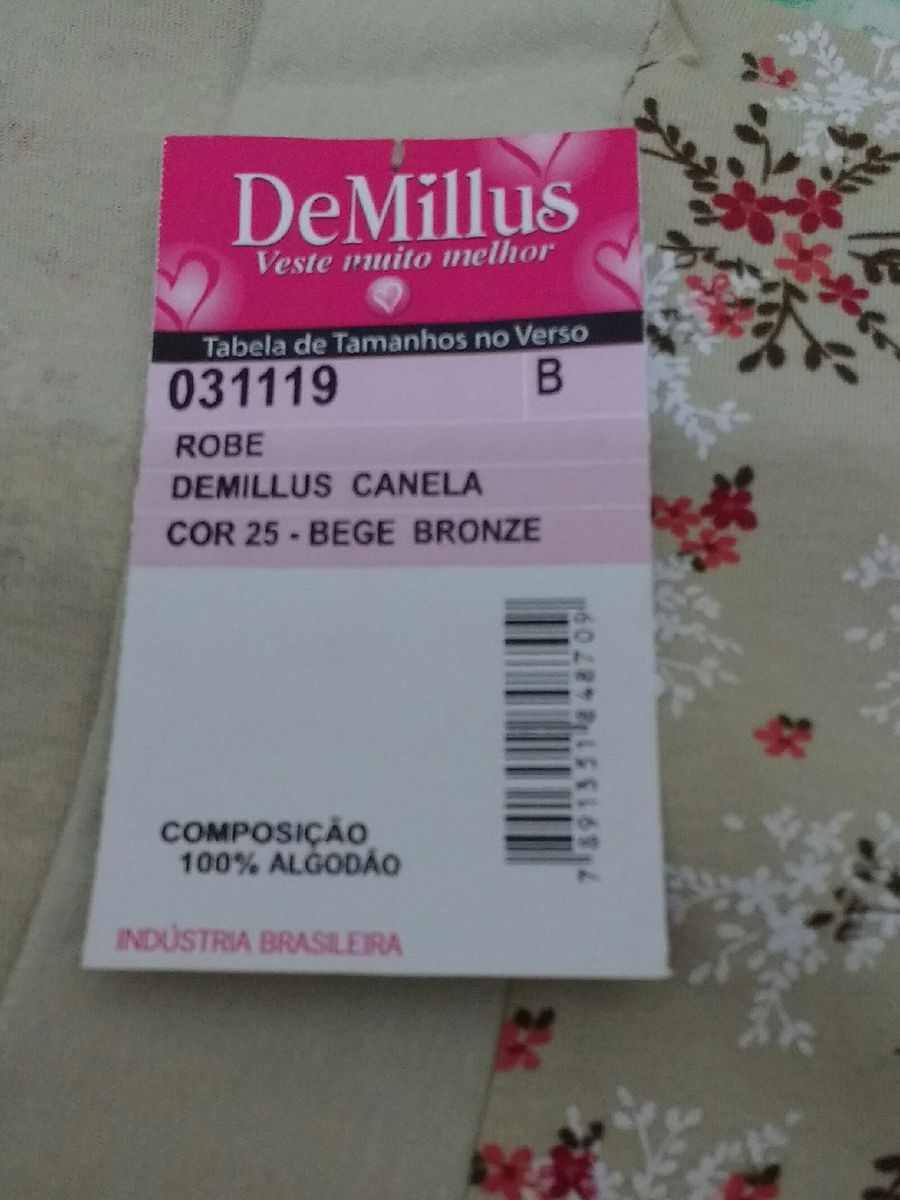 DeMillus
Veste muito melhor
Tabela de Tamanhos no Verso
031119 B
ROBE
DEMILLUS CANELA
COR 25 - BEGE BRONZE
7891351848709
COMPOSIÇÃO
100% ALGODÃO
INDÚSTRIA BRASILEIRA